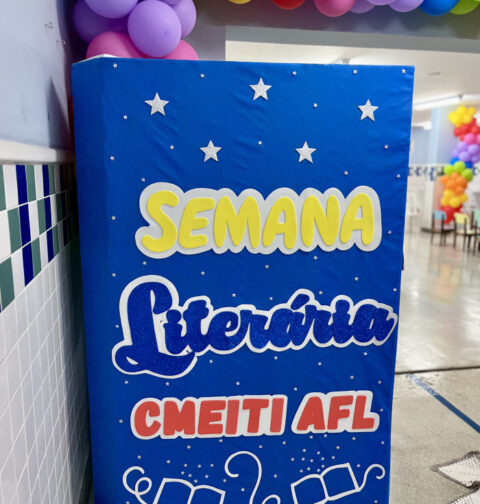 SEMANA
Literária
CMEITI AFL